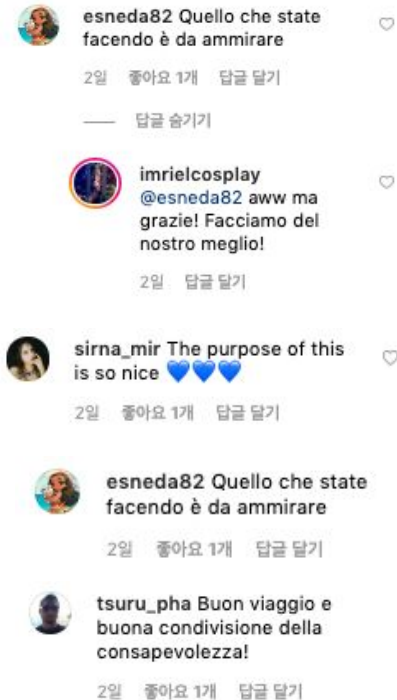 esneda82 Quello che state
facendo è da ammirare
2일 좋아요 1개 답글 달기
답글 숨기기
imrielcosplay
@esneda82 aww ma
grazie! Facciamo del
nostro meglio!
2일 답글 달기
sirna_mir The purpose of this
is so nice 💙💙💙
2일 좋아요 1개 답글 달기
esneda82 Quello che state
facendo è da ammirare
2일 좋아요 1개 답글 달기
tsuru_pha Buon viaggio e
buona condivisione della
consapevolezza!
2일 좋아요 1개 답글 달기